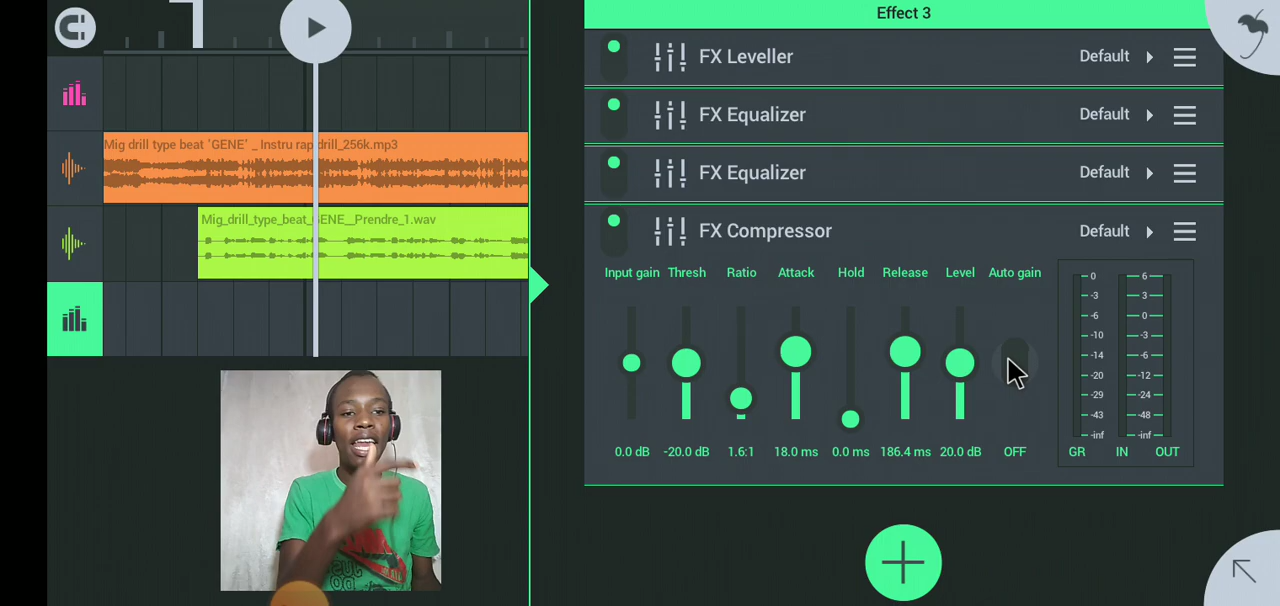 Effect 3
FX Leveller Default
FX Equalizer Default
FX Equalizer Default
FX Compressor Default
Mig drill type beat 'GENE' _ Instru rap drill_256k.mp3
Mig_drill_type_beat_GENE__Prendre_1.wav
Input gain Thresh Ratio Attack Hold Release Level Auto gain
0.0 dB -20.0 dB 1.6:1 18.0 ms 0.0 ms 186.4 ms 20.0 dB OFF
0 6
-3 3
-6 0
-10 -3
-14 -6
-20 -12
-29 -24
-43 -48
-inf -inf
GR IN OUT